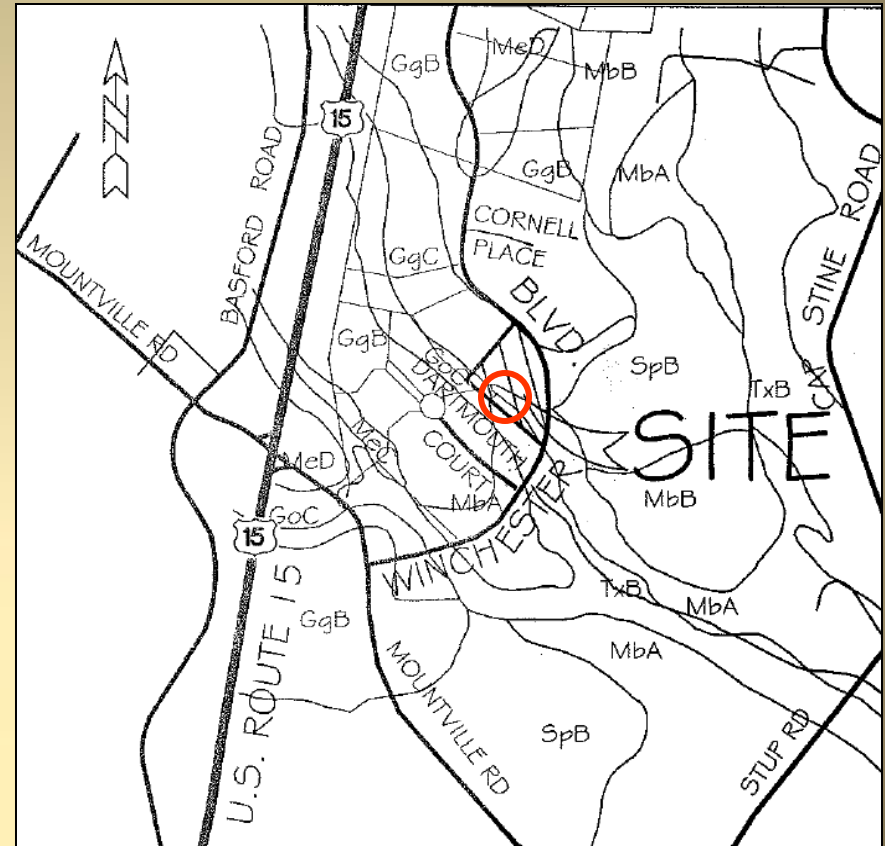 N
MeD
GgB
MbB
15
GgB
MbA
BASFORD ROAD
CORNELL
PLACE
GgC
MOUNTVILLE RD
BLVD.
STINE ROAD
CAP
GgB
GoC
SpB
DARTMOUTH
COURT
TxB
SITE
MeC
MeD
MbA
MbB
GoC
15
WINCHESTER
TxB
MbA
GgB
MbA
U.S. ROUTE 15
MOUNTVILLE RD
SpB
STUP RD